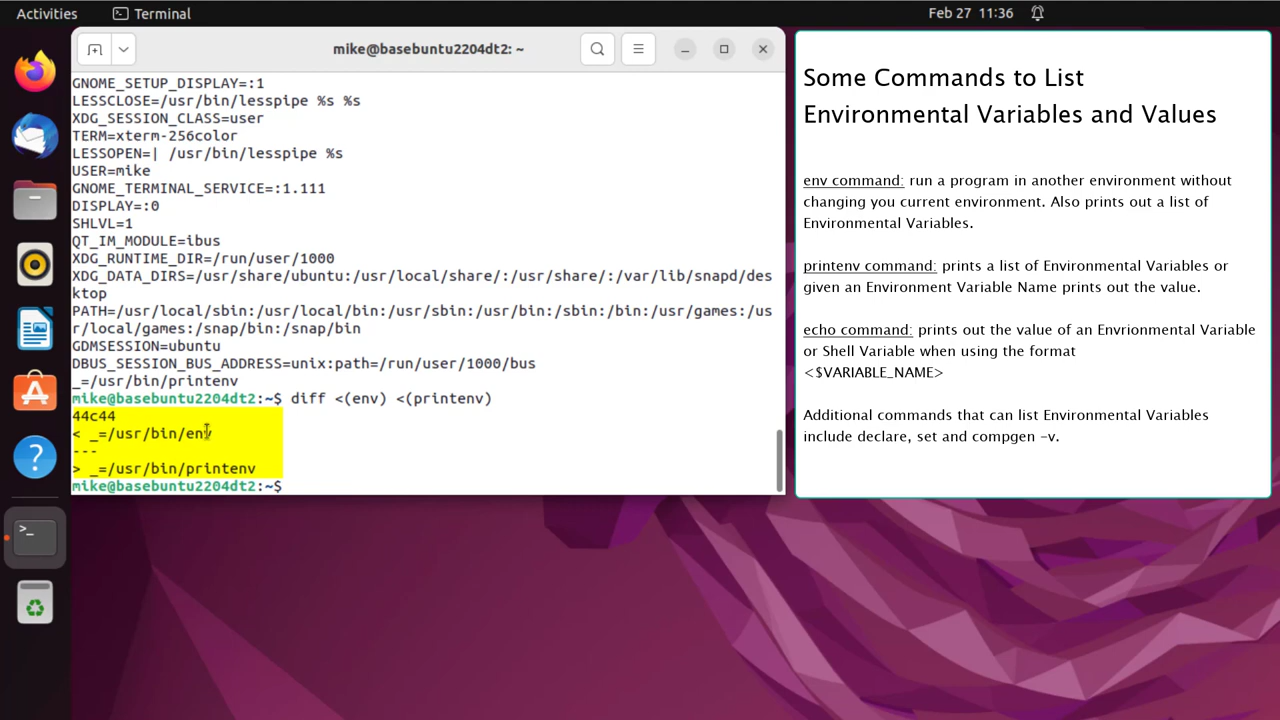 Activities
Terminal
Feb 27 11:36
mike@basebuntu2204dt2: ~
GNOME_SETUP_DISPLAY=:1
LESSCLOSE=/usr/bin/lesspipe %s %s
XDG_SESSION_CLASS=user
TERM=xterm-256color
LESSOPEN=| /usr/bin/lesspipe %s
USER=mike
GNOME_TERMINAL_SERVICE=:1.111
DISPLAY=:0
SHLVL=1
QT_IM_MODULE=ibus
XDG_RUNTIME_DIR=/run/user/1000
XDG_DATA_DIRS=/usr/share/ubuntu:/usr/local/share/:/usr/share/:/var/lib/snapd/des
ktop
PATH=/usr/local/sbin:/usr/local/bin:/usr/sbin:/usr/bin:/sbin:/bin:/usr/games:/us
r/local/games:/snap/bin:/snap/bin
GDMSESSION=ubuntu
DBUS_SESSION_BUS_ADDRESS=unix:path=/run/user/1000/bus
_=/usr/bin/printenv
mike@basebuntu2204dt2:~$ diff <(env) <(printenv)
44c44
< _=/usr/bin/env
---
> _=/usr/bin/printenv
mike@basebuntu2204dt2:~$
Some Commands to List
Environmental Variables and Values
env command: run a program in another environment without
changing you current environment. Also prints out a list of
Environmental Variables.
printenv command: prints a list of Environmental Variables or
given an Environment Variable Name prints out the value.
echo command: prints out the value of an Envrionmental Variable
or Shell Variable when using the format
<$VARIABLE_NAME>
Additional commands that can list Environmental Variables
include declare, set and compgen -v.